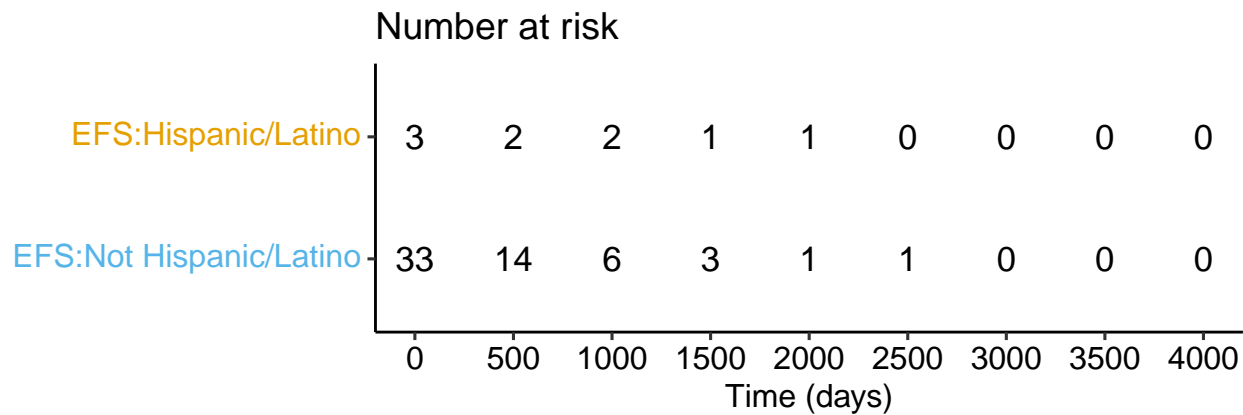 Number at risk
EFS:Hispanic/Latino 3 2 2 1 1 0 0 0 0
EFS:Not Hispanic/Latino 33 14 6 3 1 1 0 0 0
0 500 1000 1500 2000 2500 3000 3500 4000
Time (days)